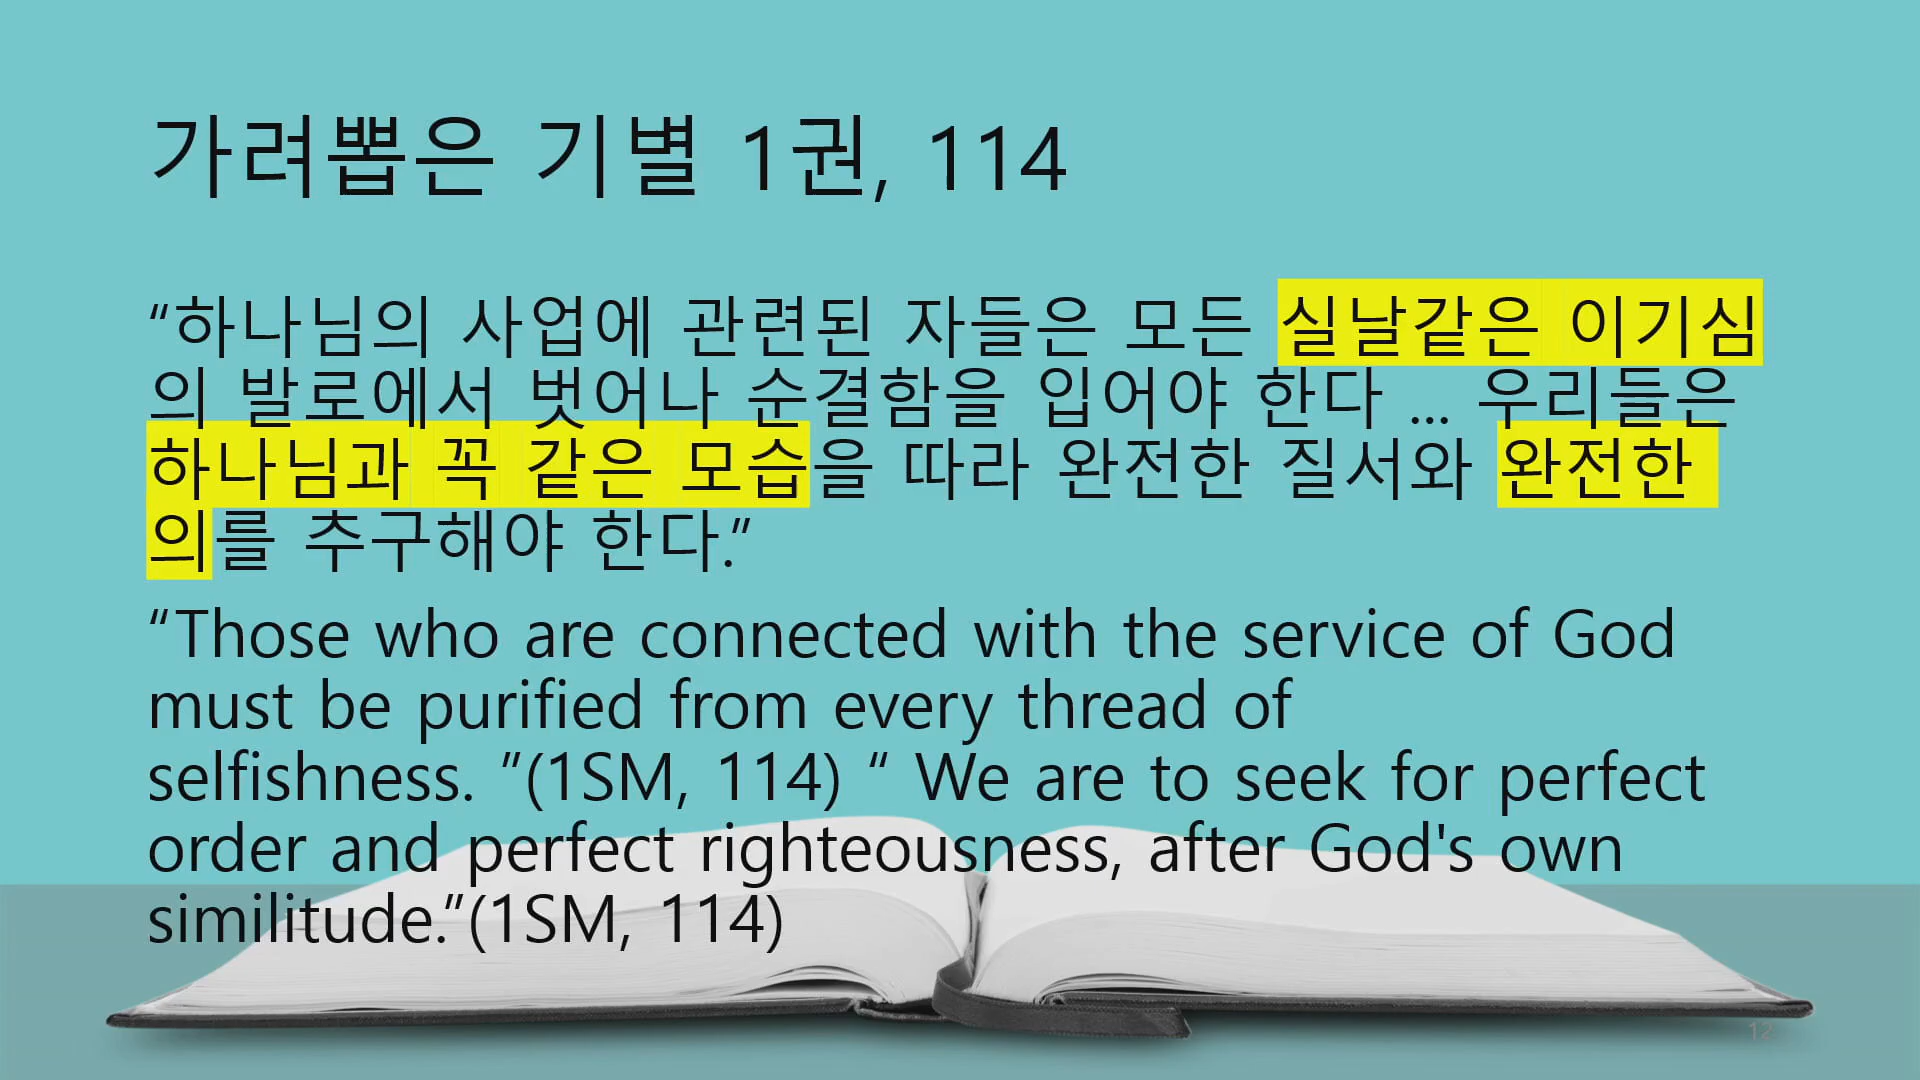 가려뽑은 기별 1권, 114
“하나님의 사업에 관련된 자들은 모든 실날같은 이기심
의 발로에서 벗어나 순결함을 입어야 한다 ... 우리들은
하나님과 꼭 같은 모습을 따라 완전한 질서와 완전한
의를 추구해야 한다.”
“Those who are connected with the service of God
must be purified from every thread of
selfishness. ”(1SM, 114) “ We are to seek for perfect
order and perfect righteousness, after God's own
similitude.”(1SM, 114)
12